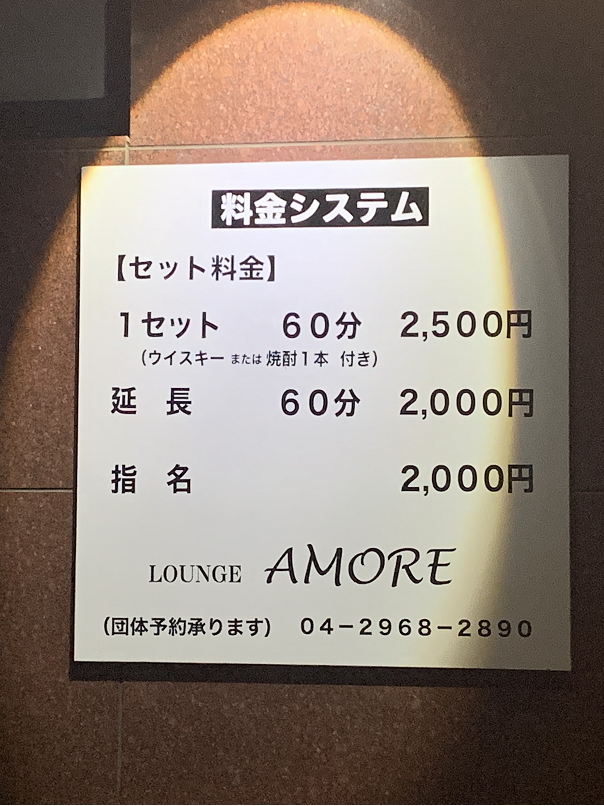 料金システム
【セット料金】
1セット 60分 2,500円
(ウイスキー または 焼酎1本 付き)
延 長 60分 2,000円
指 名 2,000円
LOUNGE AMORE
(団体予約承ります) 04-2968-2890